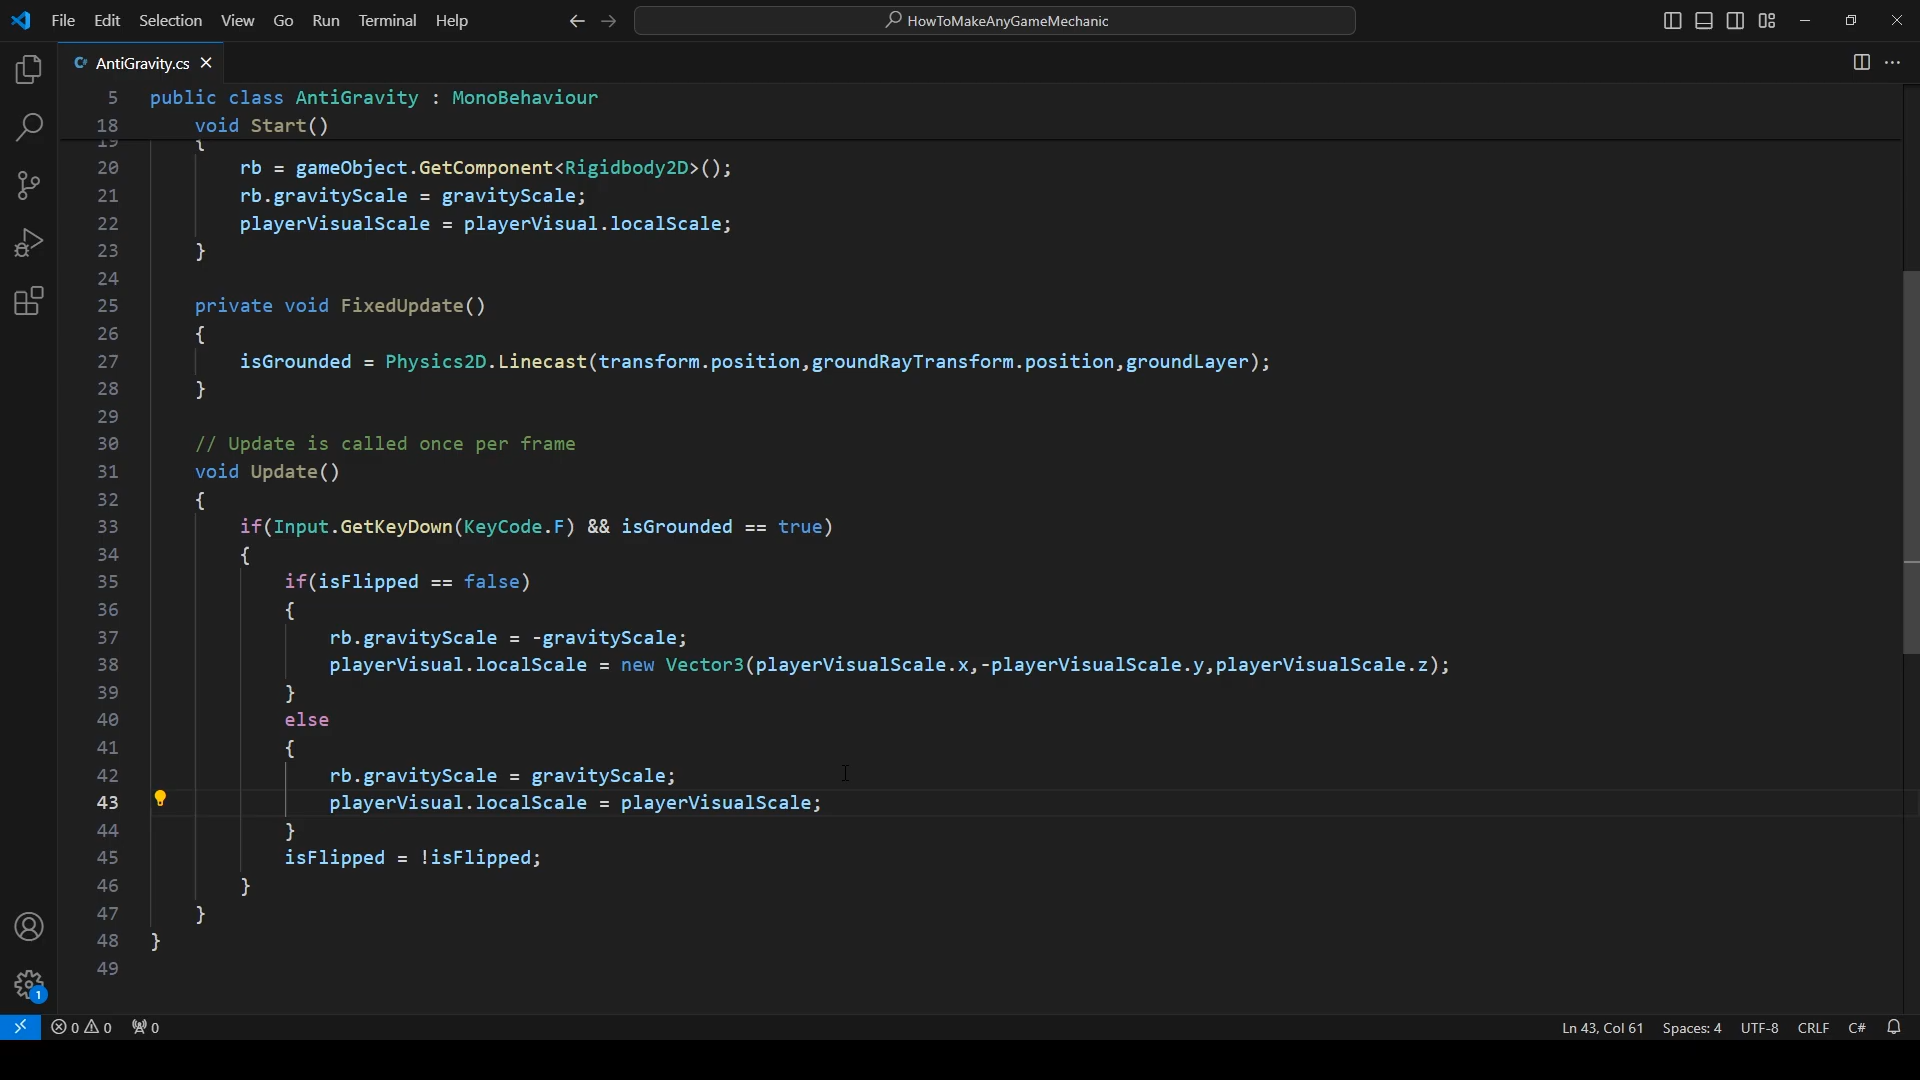 File Edit Selection View Go Run Terminal Help
HowToMakeAnyGameMechanic
C# AntiGravity.cs
5 public class AntiGravity : MonoBehaviour
18 void Start()
19 {
20 rb = gameObject.GetComponent<Rigidbody2D>();
21 rb.gravityScale = gravityScale;
22 playerVisualScale = playerVisual.localScale;
23 }
24
25 private void FixedUpdate()
26 {
27 isGrounded = Physics2D.Linecast(transform.position,groundRayTransform.position,groundLayer);
28 }
29
30 // Update is called once per frame
31 void Update()
32 {
33 if(Input.GetKeyDown(KeyCode.F) && isGrounded == true)
34 {
35 if(isFlipped == false)
36 {
37 rb.gravityScale = -gravityScale;
38 playerVisual.localScale = new Vector3(playerVisualScale.x,-playerVisualScale.y,playerVisualScale.z);
39 }
40 else
41 {
42 rb.gravityScale = gravityScale;
43 playerVisual.localScale = playerVisualScale;
44 }
45 isFlipped = !isFlipped;
46 }
47 }
48 }
49
1
0 0 0 Ln 43, Col 61 Spaces: 4 UTF-8 CRLF C#